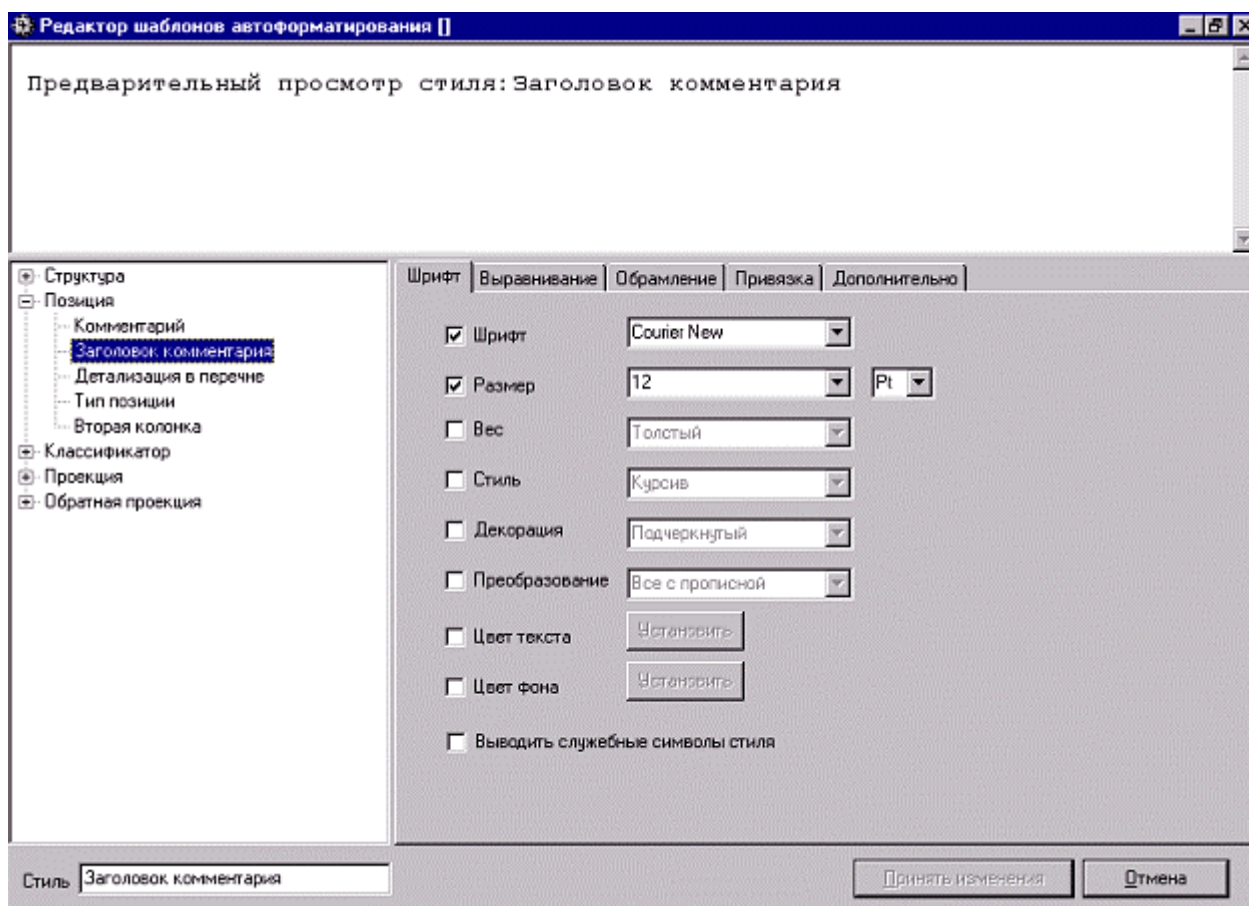 Редактор шаблонов автоформатирования []
Предварительный просмотр стиля:Заголовок комментария
Структура
Позиция
Комментарий
Заголовок комментария
Детализация в перечне
Тип позиции
Вторая колонка
Классификатор
Проекция
Обратная проекция
Шрифт Выравнивание Обрамление Привязка Дополнительно
Шрифт Courier New
Размер 12 Pt
Вес Толстый
Стиль Курсив
Декорация Подчеркнутый
Преобразование Все с прописной
Цвет текста Установить
Цвет фона Установить
Выводить служебные символы стиля
Стиль Заголовок комментария Принять изменения Отмена